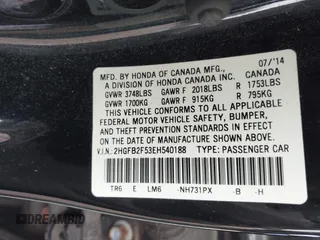 MFD. BY HONDA OF CANADA MFG., 07/'14
A DIVISION OF HONDA CANADA INC. CANADA
GVWR 3748LBS GAWR F 2018LBS R 1753LBS
GVWR 1700KG GAWR F 915KG R 795KG
THIS VEHICLE CONFORMS TO ALL APPLICABLE
FEDERAL MOTOR VEHICLE SAFETY, BUMPER,
AND THEFT PREVENTION STANDARDS IN EFFECT
ON THE DATE OF MANUFACTURE SHOWN ABOVE.
V.I.N.: 2HGFB2F53EH540188 TYPE: PASSENGER CAR
TR6 E LM6 -NH731PX -B -H
DREAMBID